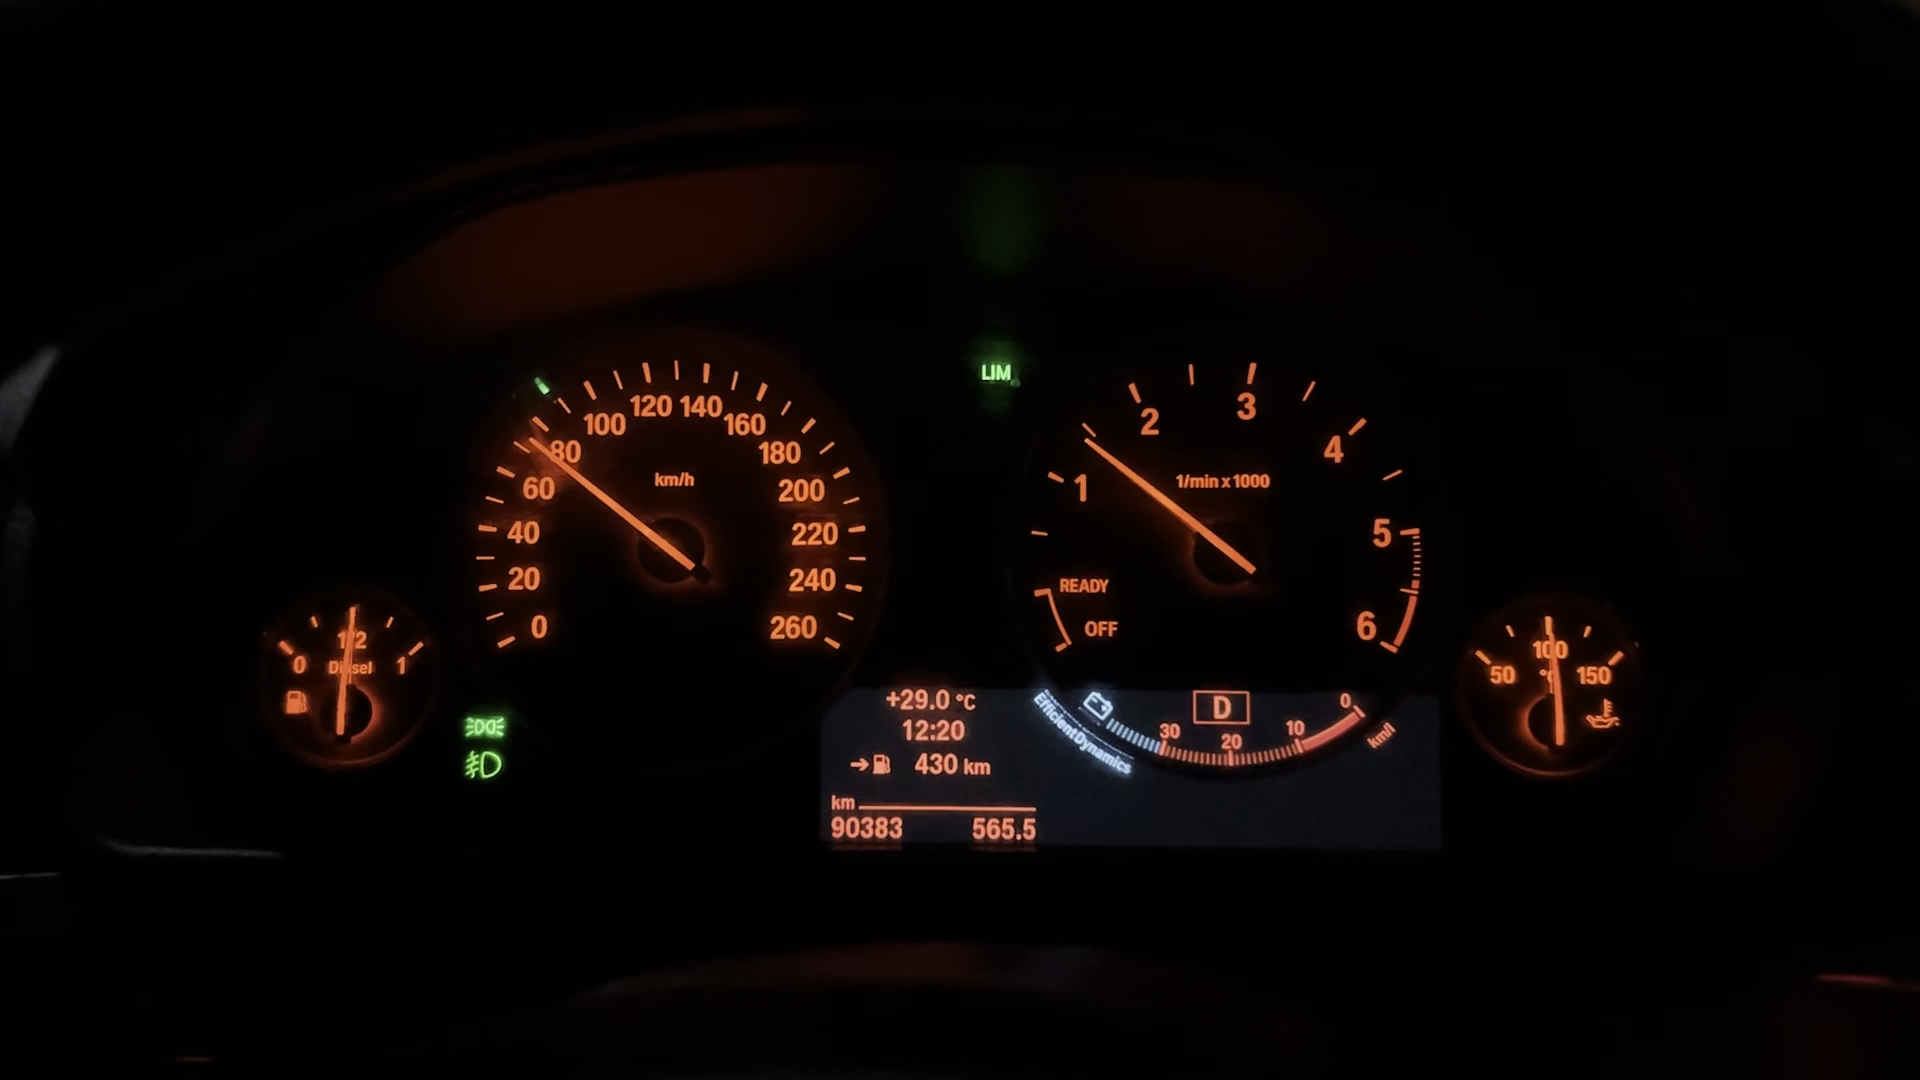 LIM
0
20
40
60
80
100
120
140
160
180
200
220
240
260
km/h
1
2
3
4
5
6
1/min x 1000
READY
OFF
0
1/2
1
Diesel
50
100
150
°C
+29.0 °C
12:20
430 km
km
90383 565.5
EfficientDynamics
D
30
20
10
0
km/l